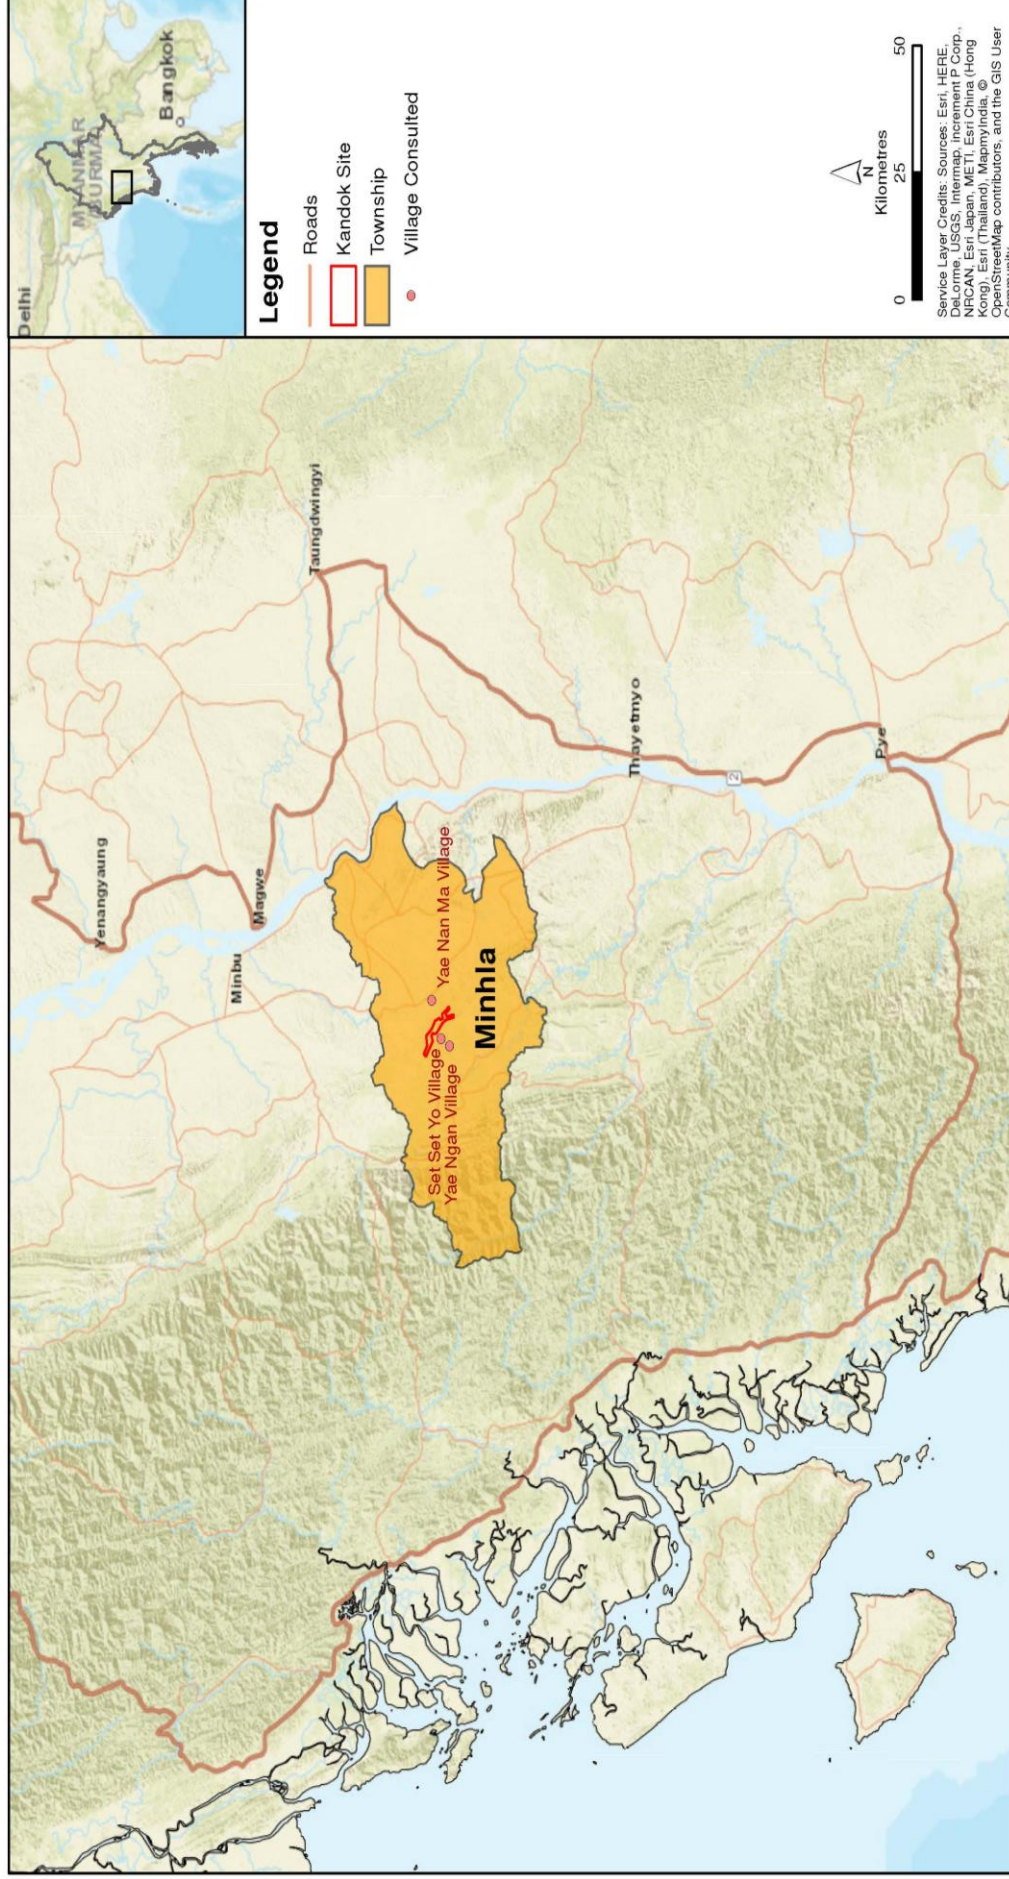 Delhi
MYANMAR
(BURMA)
Bangkok
Legend
Roads
Kandok Site
Township
Village Consulted
N
Kilometres
0 25 50
Service Layer Credits: Sources: Esri, HERE,
DeLorme, USGS, Intermap, increment P Corp.,
NRCAN, Esri Japan, METI, Esri China (Hong
Kong), Esri (Thailand), MapmyIndia, ©
OpenStreetMap contributors, and the GIS User
Community
Yenangyaung
Minbu
Magwe
Taungdwingyi
Set Set Yo Village
Yae Ngan Village
Yae Nan Ma Village
Minhla
Thayetmyo
2
Pye